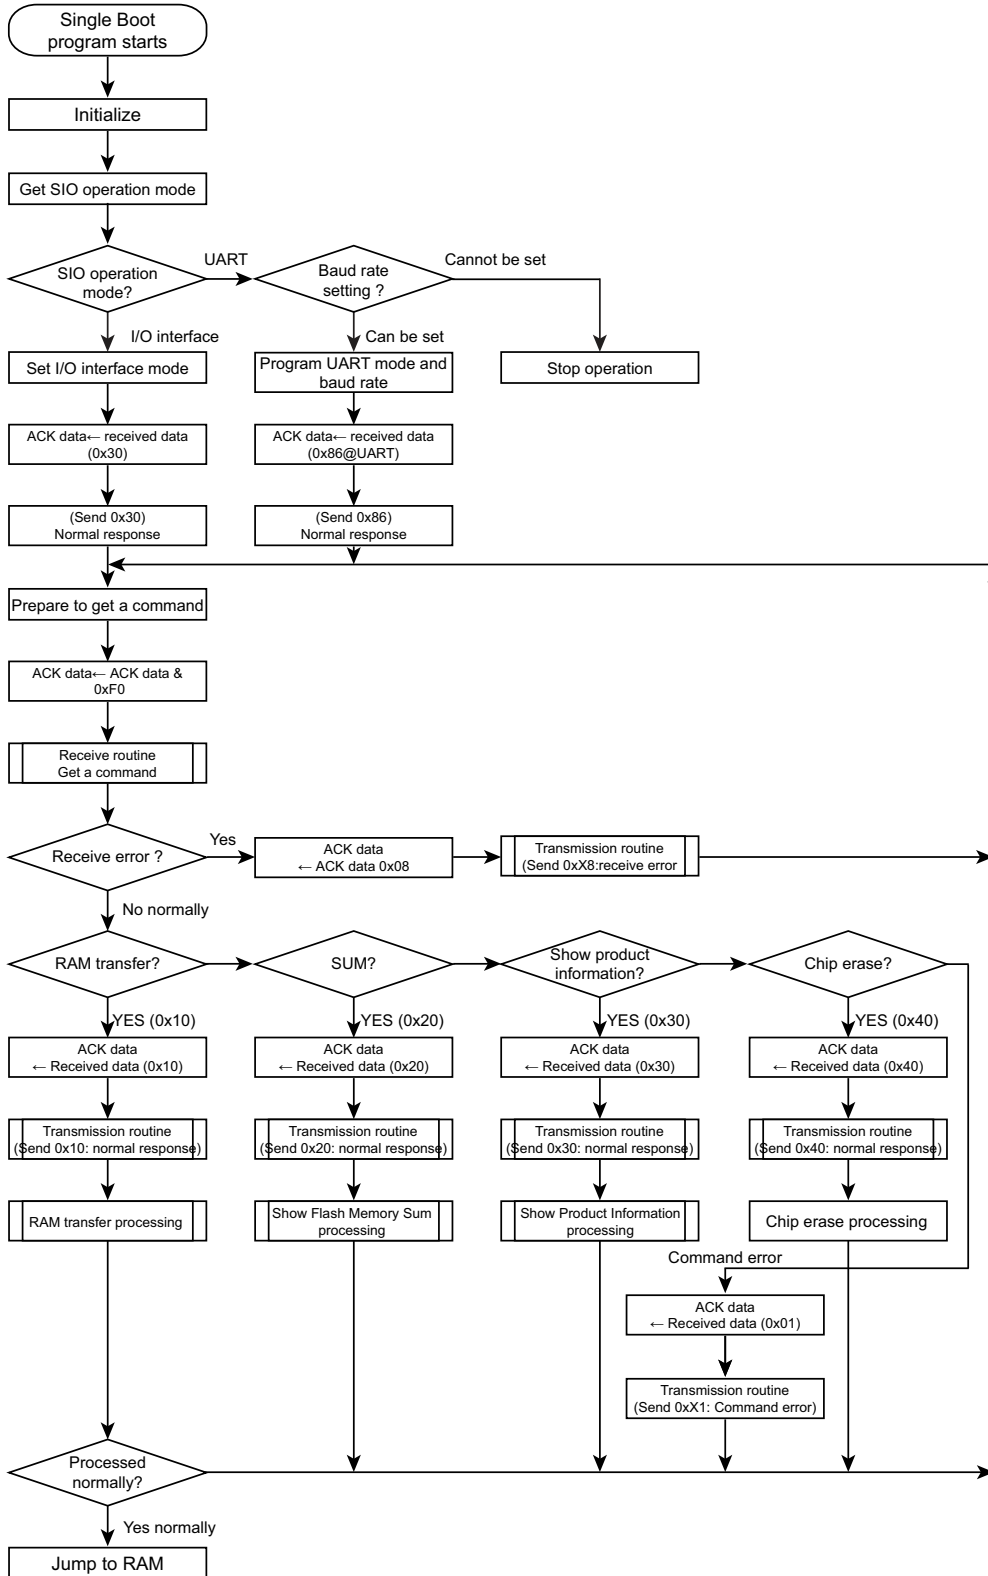 Single Boot
program starts
Initialize
Get SIO operation mode
SIO operation
mode?
UART
Baud rate
setting ?
Cannot be set
I/O interface
Can be set
Set I/O interface mode
Program UART mode and
baud rate
Stop operation
ACK data← received data
(0x30)
ACK data← received data
(0x86@UART)
(Send 0x30)
Normal response
(Send 0x86)
Normal response
Prepare to get a command
ACK data← ACK data &
0xF0
Receive routine
Get a command
Receive error ?
Yes
ACK data
← ACK data 0x08
Transmission routine
(Send 0xX8:receive error
No normally
RAM transfer?
SUM?
Show product
information?
Chip erase?
YES (0x10)
YES (0x20)
YES (0x30)
YES (0x40)
ACK data
← Received data (0x10)
ACK data
← Received data (0x20)
ACK data
← Received data (0x30)
ACK data
← Received data (0x40)
Transmission routine
(Send 0x10: normal response)
Transmission routine
(Send 0x20: normal response)
Transmission routine
(Send 0x30: normal response)
Transmission routine
(Send 0x40: normal response)
RAM transfer processing
Show Flash Memory Sum
processing
Show Product Information
processing
Chip erase processing
Command error
ACK data
← Received data (0x01)
Transmission routine
(Send 0xX1: Command error)
Processed
normally?
Yes normally
Jump to RAM